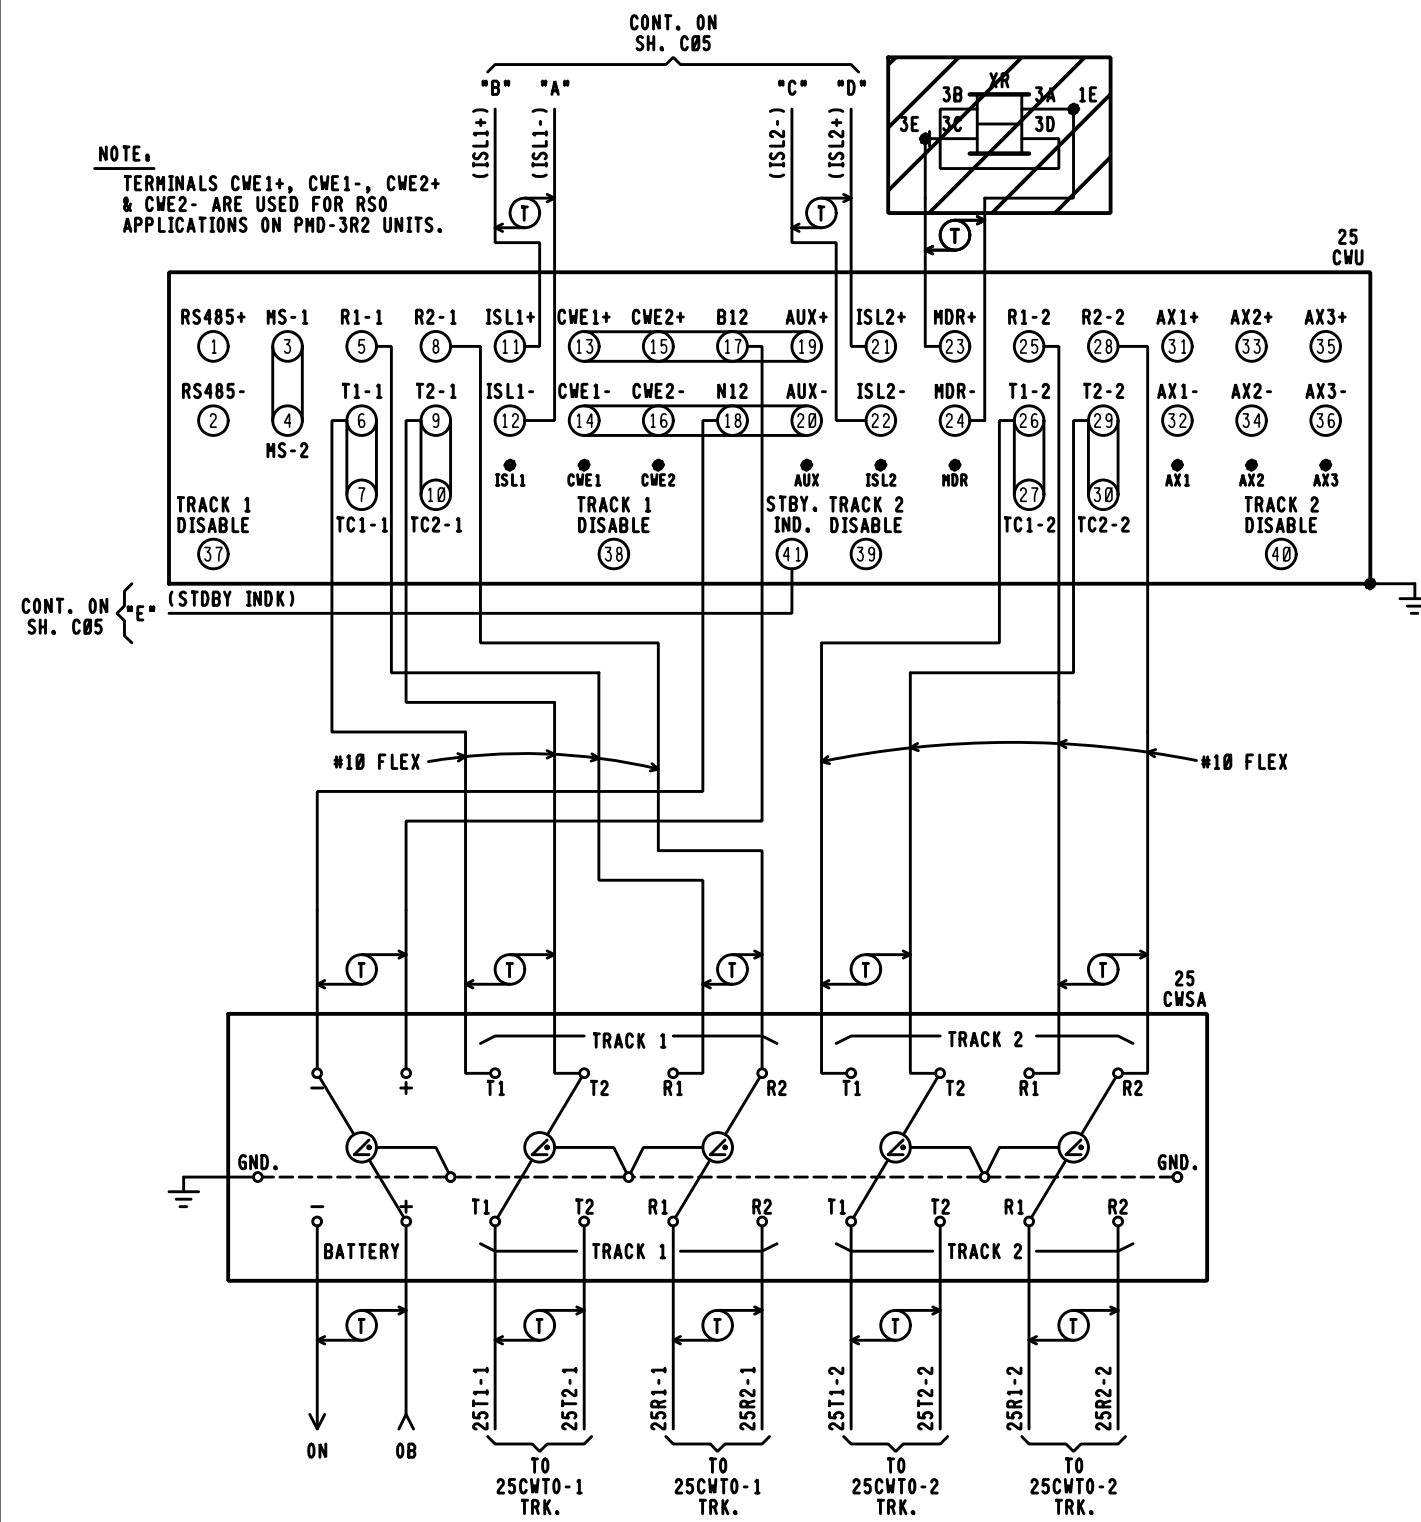 CONT. ON
SH. C05
"B" "A" "C" "D"
(ISL1+) (ISL1-) (ISL2-) (ISL2+)
XR
3B 3A 1E
3E 3C 3D
NOTE:
TERMINALS CWE1+, CWE1-, CWE2+
& CWE2- ARE USED FOR RSO
APPLICATIONS ON PMD-3R2 UNITS.
T T T
25
CWU
RS485+ MS-1 R1-1 R2-1 ISL1+ CWE1+ CWE2+ B12 AUX+ ISL2+ MDR+ R1-2 R2-2 AX1+ AX2+ AX3+
1 3 5 8 11 13 15 17 19 21 23 25 28 31 33 35
RS485- T1-1 T2-1 ISL1- CWE1- CWE2- N12 AUX- ISL2- MDR- T1-2 T2-2 AX1- AX2- AX3-
2 4 6 9 12 14 16 18 20 22 24 26 29 32 34 36
MS-2
ISL1 CWE1 CWE2 AUX ISL2 MDR AX1 AX2 AX3
7 10 27 30
TC1-1 TC2-1 TC1-2 TC2-2
TRACK 1
DISABLE
37
TRACK 1
DISABLE
38
STBY.
IND.
41
TRACK 2
DISABLE
39
TRACK 2
DISABLE
40
CONT. ON
SH. C05
"E"
(STDBY INDK)
#10 FLEX #10 FLEX
T T T T T
25
CWSA
TRACK 1 TRACK 2
- + T1 T2 R1 R2 T1 T2 R1 R2
GND. GND.
- + T1 T2 R1 R2 T1 T2 R1 R2
BATTERY TRACK 1 TRACK 2
T T T T T
25T1-1 25T2-1 25R1-1 25R2-1 25T1-2 25T2-2 25R1-2 25R2-2
ON OB
TO
25CWTO-1
TRK.
TO
25CWTO-1
TRK.
TO
25CWTO-2
TRK.
TO
25CWTO-2
TRK.